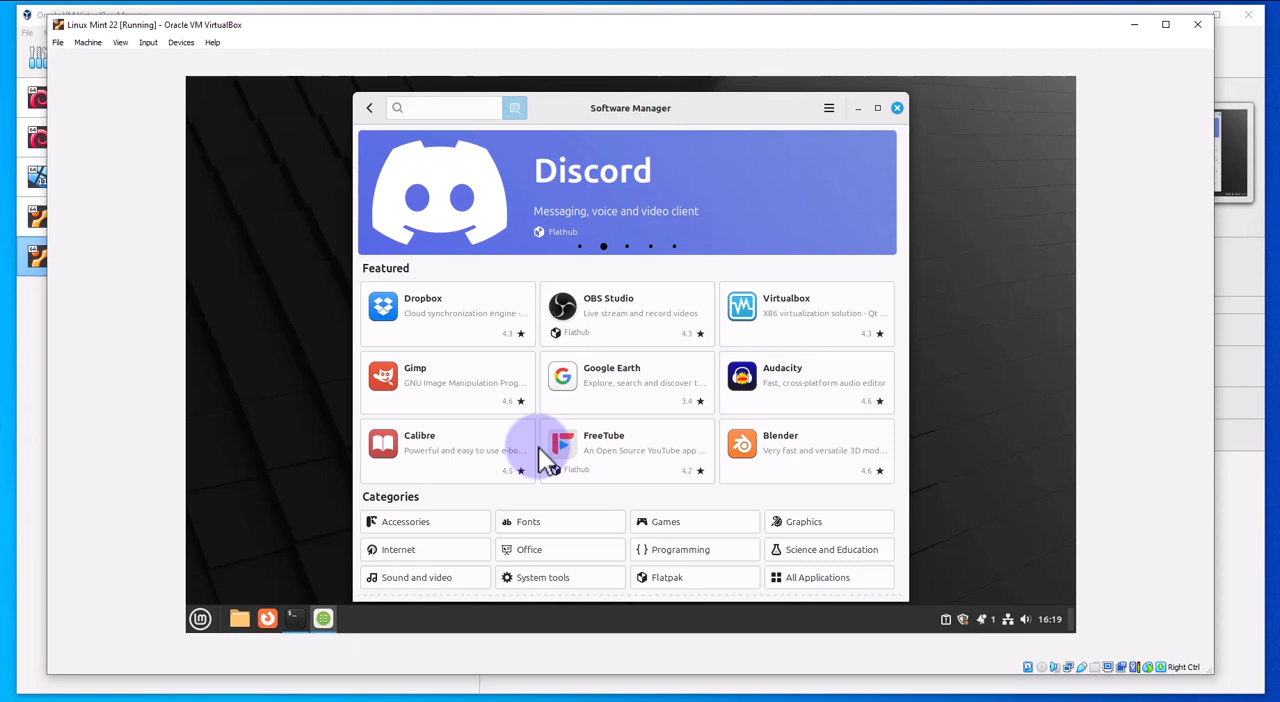 Linux Mint 22 [Running] - Oracle VM VirtualBox
File Machine View Input Devices Help
Software Manager
Discord
Messaging, voice and video client
Flathub
Featured
Dropbox
Cloud synchronization engine -...
4.3 ★
OBS Studio
Live stream and record videos
Flathub
4.3 ★
Virtualbox
X86 virtualization solution - Qt ...
4.3 ★
Gimp
GNU Image Manipulation Prog...
4.6 ★
Google Earth
Explore, search and discover t...
3.4 ★
Audacity
Fast, cross-platform audio editor
4.6 ★
Calibre
Powerful and easy to use e-bo...
4.5 ★
FreeTube
An Open Source YouTube app ...
Flathub
4.2 ★
Blender
Very fast and versatile 3D mod...
4.6 ★
Categories
Accessories
Fonts
Games
Graphics
Internet
Office
Programming
Science and Education
Sound and video
System tools
Flatpak
All Applications
1 16:19
Right Ctrl